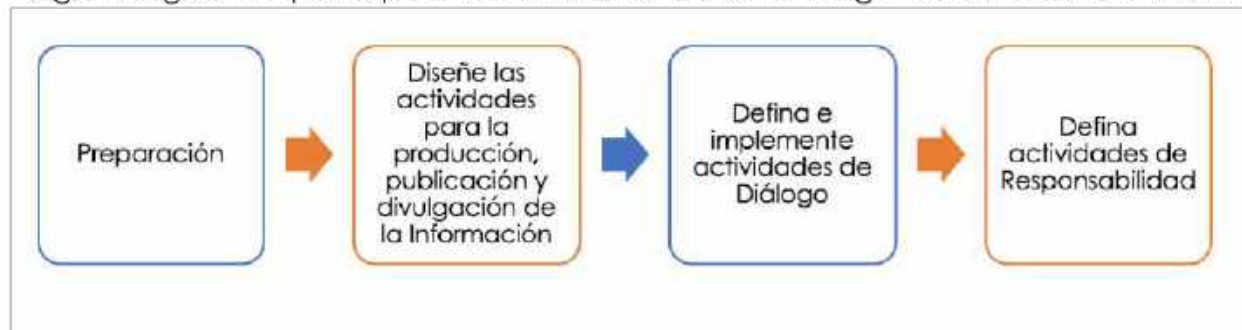 Preparación
Diseñe las
actividades
para la
producción,
publicación y
divulgación de
la Información
Defina e
implemente
actividades de
Diálogo
Defina
actividades de
Responsabilidad